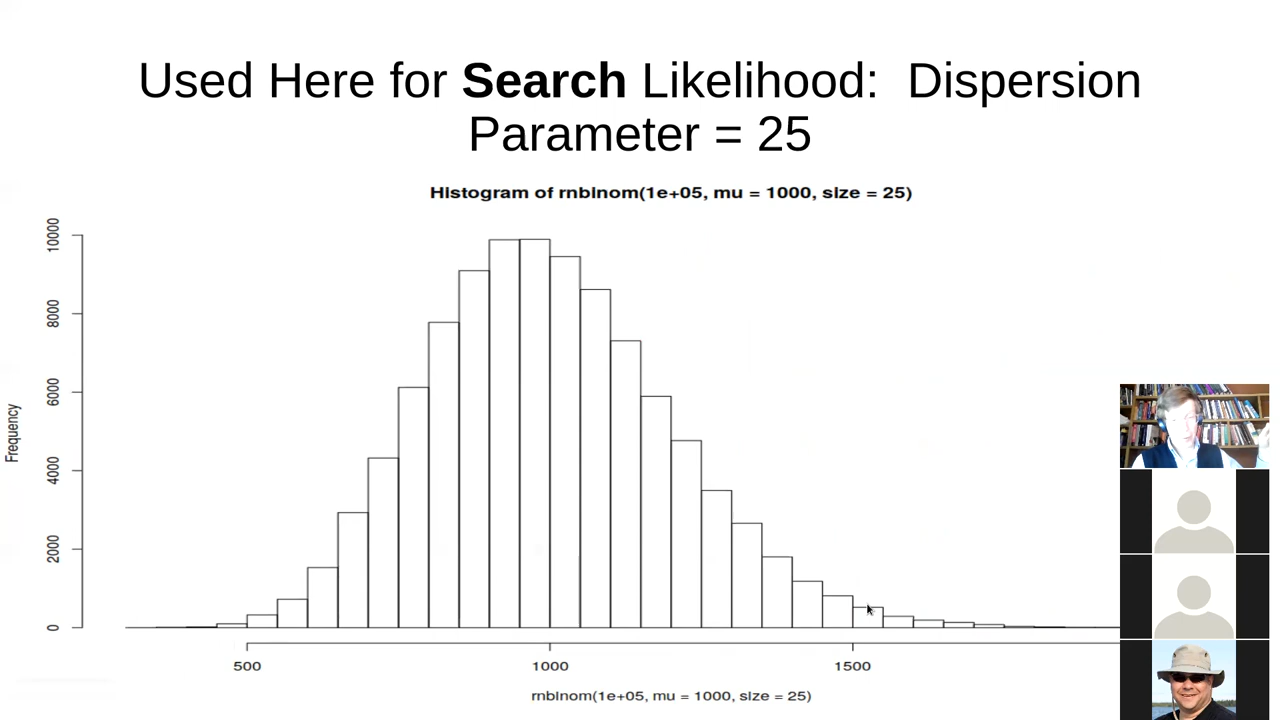 Used Here for Search Likelihood:  Dispersion
Parameter = 25
Histogram of rnbinom(1e+05, mu = 1000, size = 25)
10000
8000
6000
4000
2000
0
Frequency
500 1000 1500
rnbinom(1e+05, mu = 1000, size = 25)